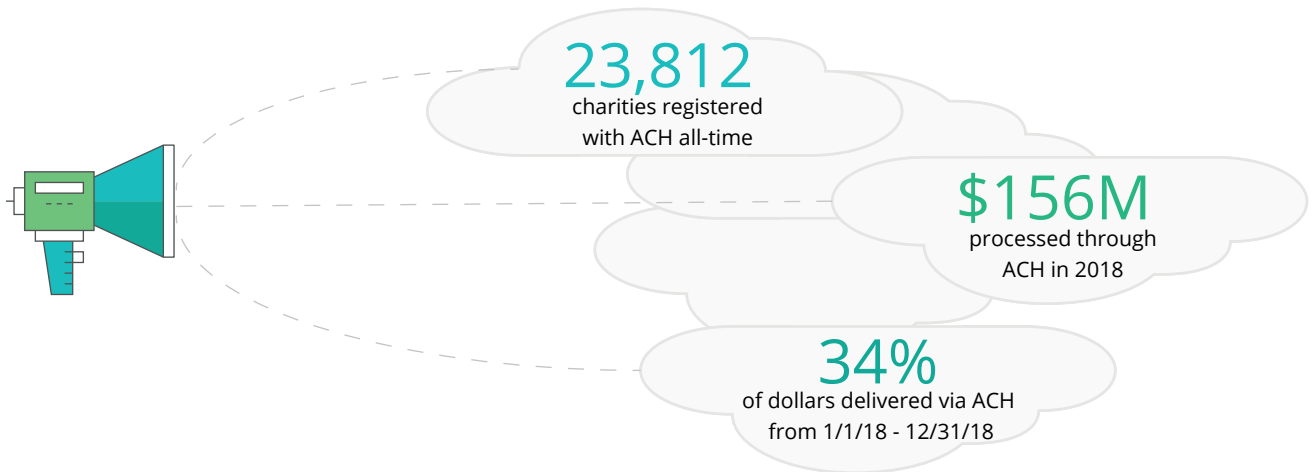 23,812
charities registered
with ACH all-time
$156M
processed through
ACH in 2018
34%
of dollars delivered via ACH
from 1/1/18 - 12/31/18